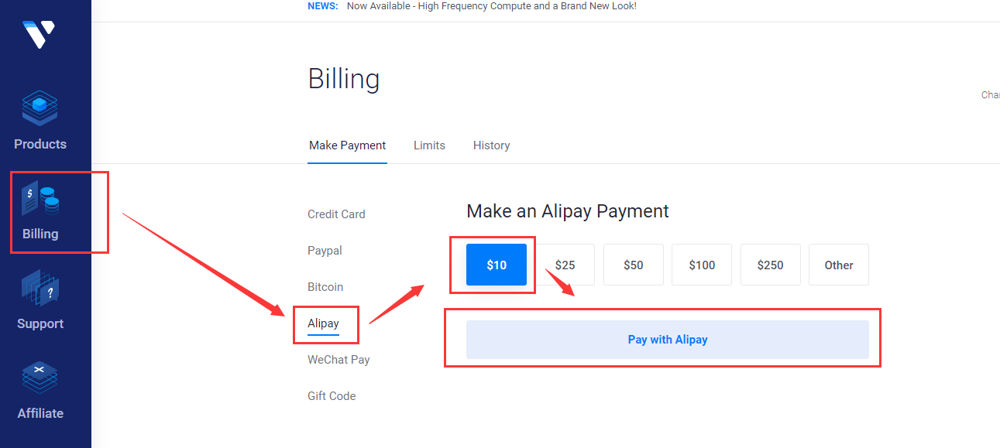 NEWS: Now Available - High Frequency Compute and a Brand New Look!
Billing
Make Payment Limits History
Products
$
Billing
?
Support
Affiliate
Credit Card
Paypal
Bitcoin
Alipay
WeChat Pay
Gift Code
Make an Alipay Payment
$10 $25 $50 $100 $250 Other
Pay with Alipay